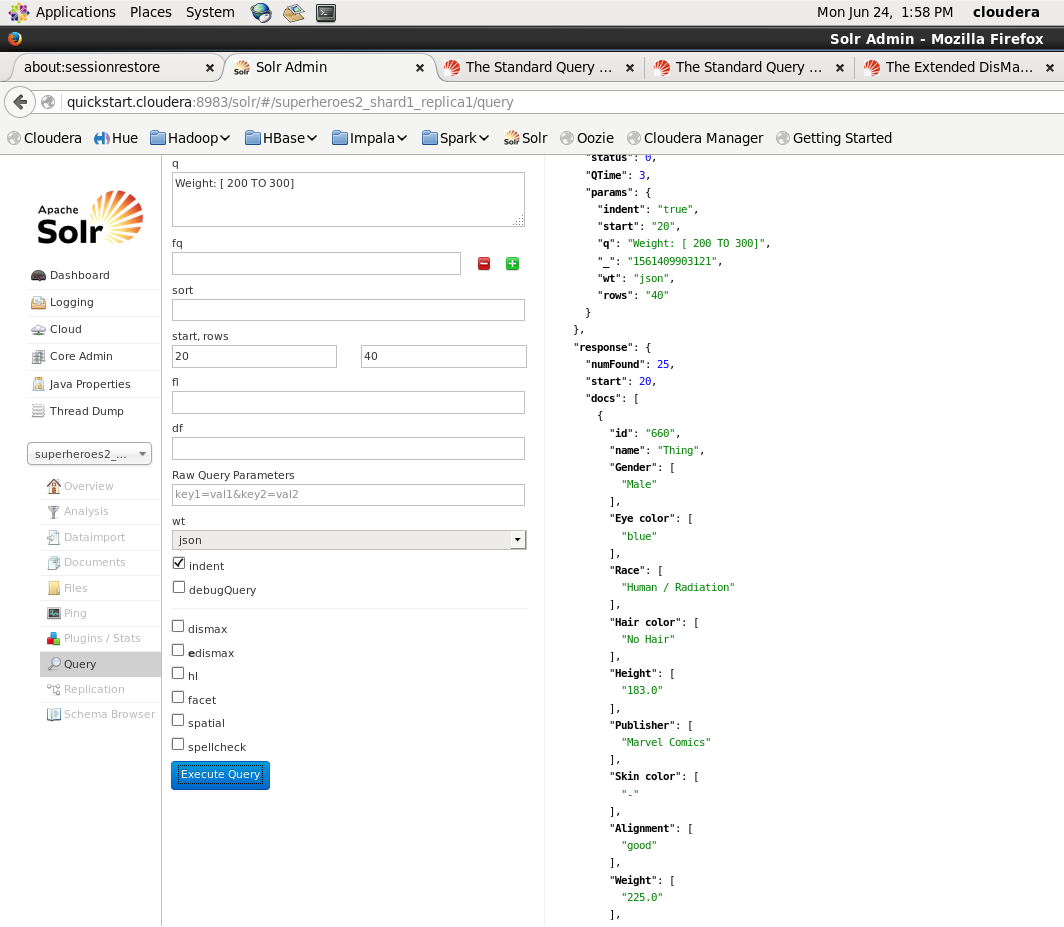 Applications Places System Mon Jun 24, 1:58 PM cloudera
Solr Admin - Mozilla Firefox
about:sessionrestore × Solr Admin × The Standard Query ... × The Standard Query ... × The Extended DisMa... ×
quickstart.cloudera:8983/solr/#/superheroes2_shard1_replica1/query
Cloudera Hue Hadoop HBase Impala Spark Solr Oozie Cloudera Manager Getting Started
Apache
Solr
Dashboard
Logging
Cloud
Core Admin
Java Properties
Thread Dump
superheroes2_...
Overview
Analysis
Dataimport
Documents
Files
Ping
Plugins / Stats
Query
Replication
Schema Browser
q
Weight: [ 200 TO 300]
fq
sort
start, rows
20 40
fl
df
Raw Query Parameters
key1=val1&key2=val2
wt
json
indent
debugQuery
dismax
edismax
hl
facet
spatial
spellcheck
Execute Query
"status": 0,
"QTime": 3,
"params": {
"indent": "true",
"start": "20",
"q": "Weight: [ 200 TO 300]",
"_": "1561409903121",
"wt": "json",
"rows": "40"
}
},
"response": {
"numFound": 25,
"start": 20,
"docs": [
{
"id": "660",
"name": "Thing",
"Gender": [
"Male"
],
"Eye color": [
"blue"
],
"Race": [
"Human / Radiation"
],
"Hair color": [
"No Hair"
],
"Height": [
"183.0"
],
"Publisher": [
"Marvel Comics"
],
"Skin color": [
"-"
],
"Alignment": [
"good"
],
"Weight": [
"225.0"
],